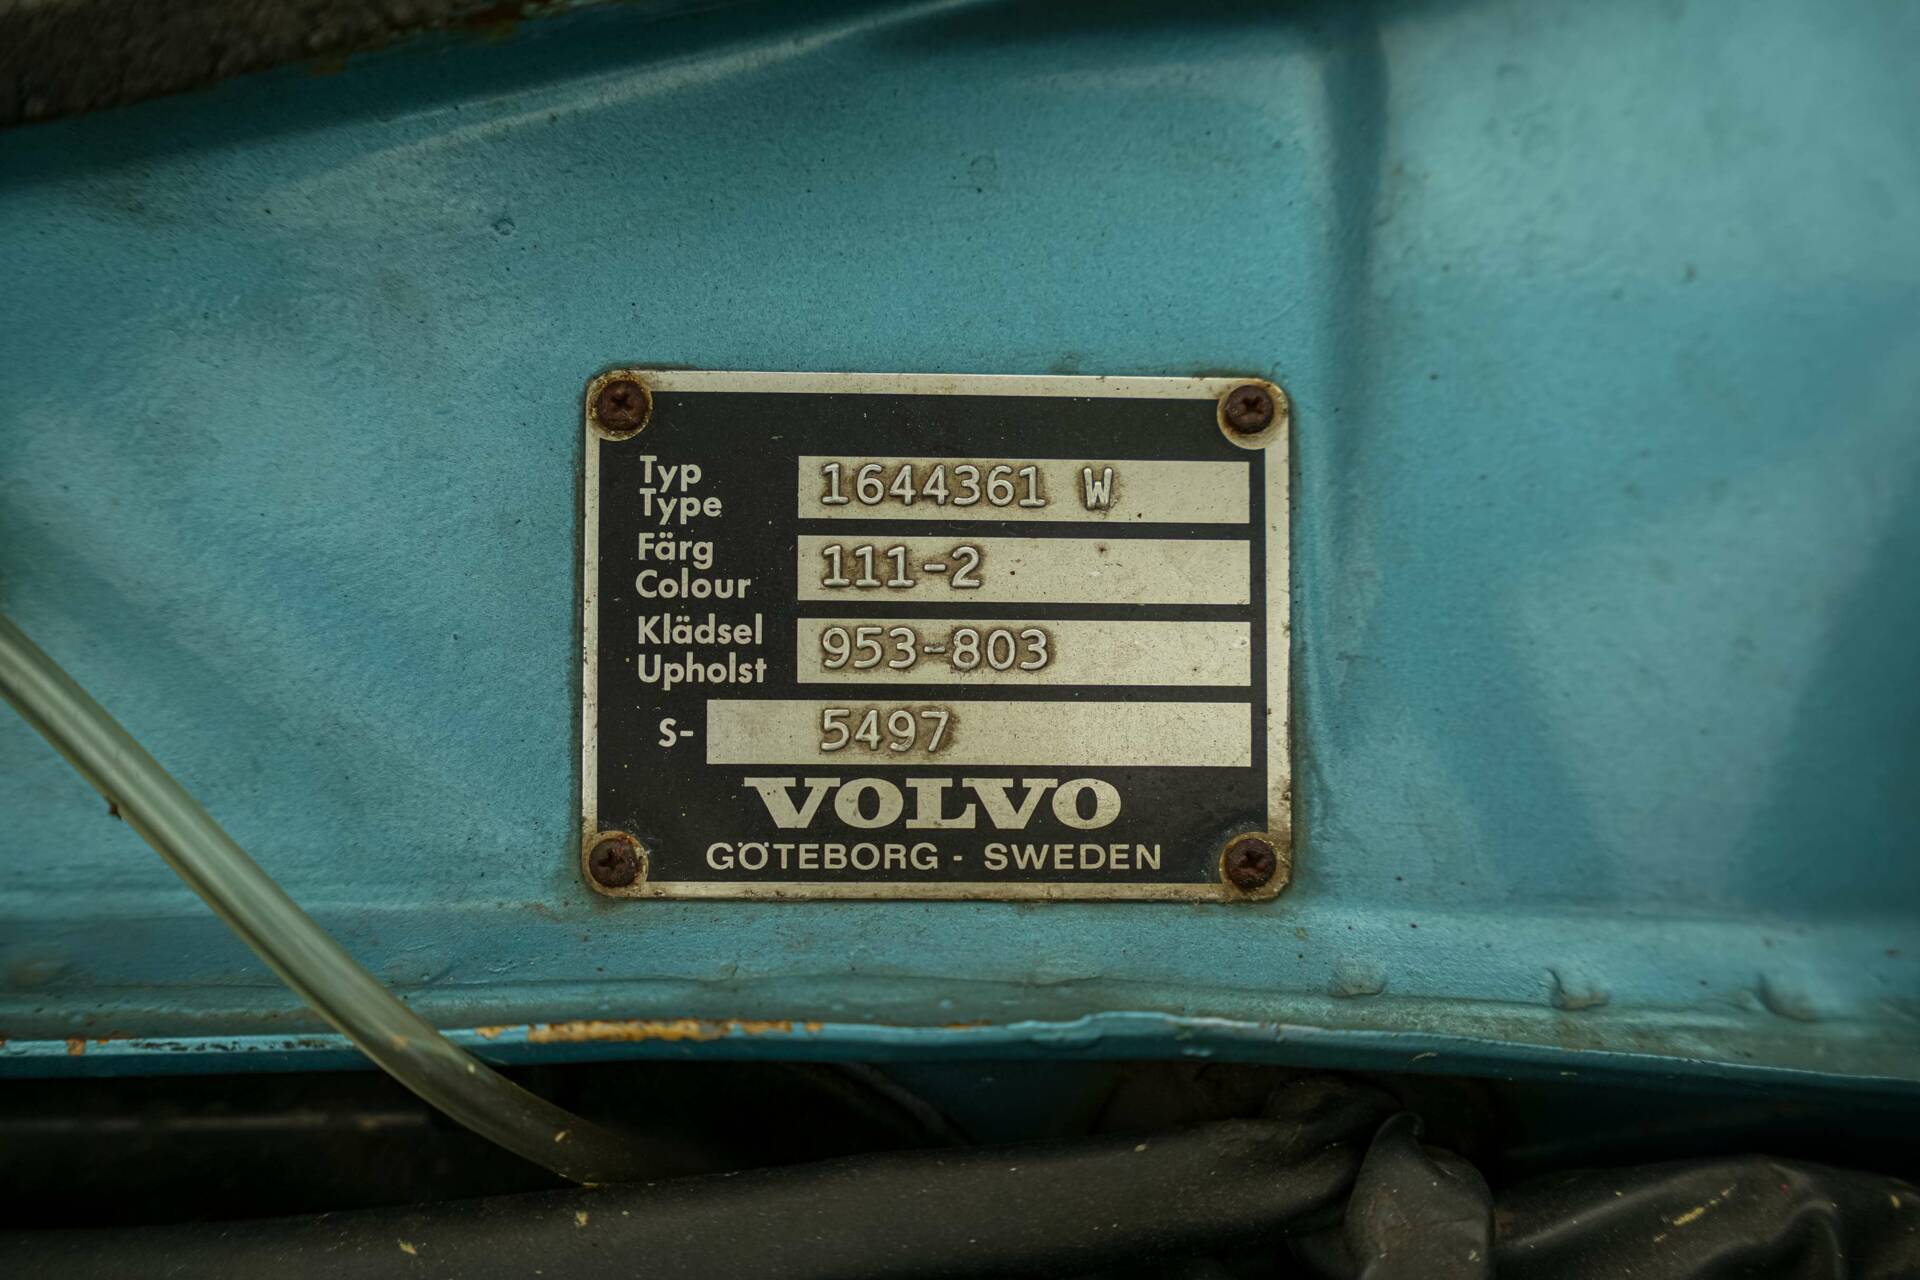 Typ
Type 1644361 W
Färg
Colour 111-2
Klädsel
Upholst 953-803
S- 5497
VOLVO
GÖTEBORG - SWEDEN